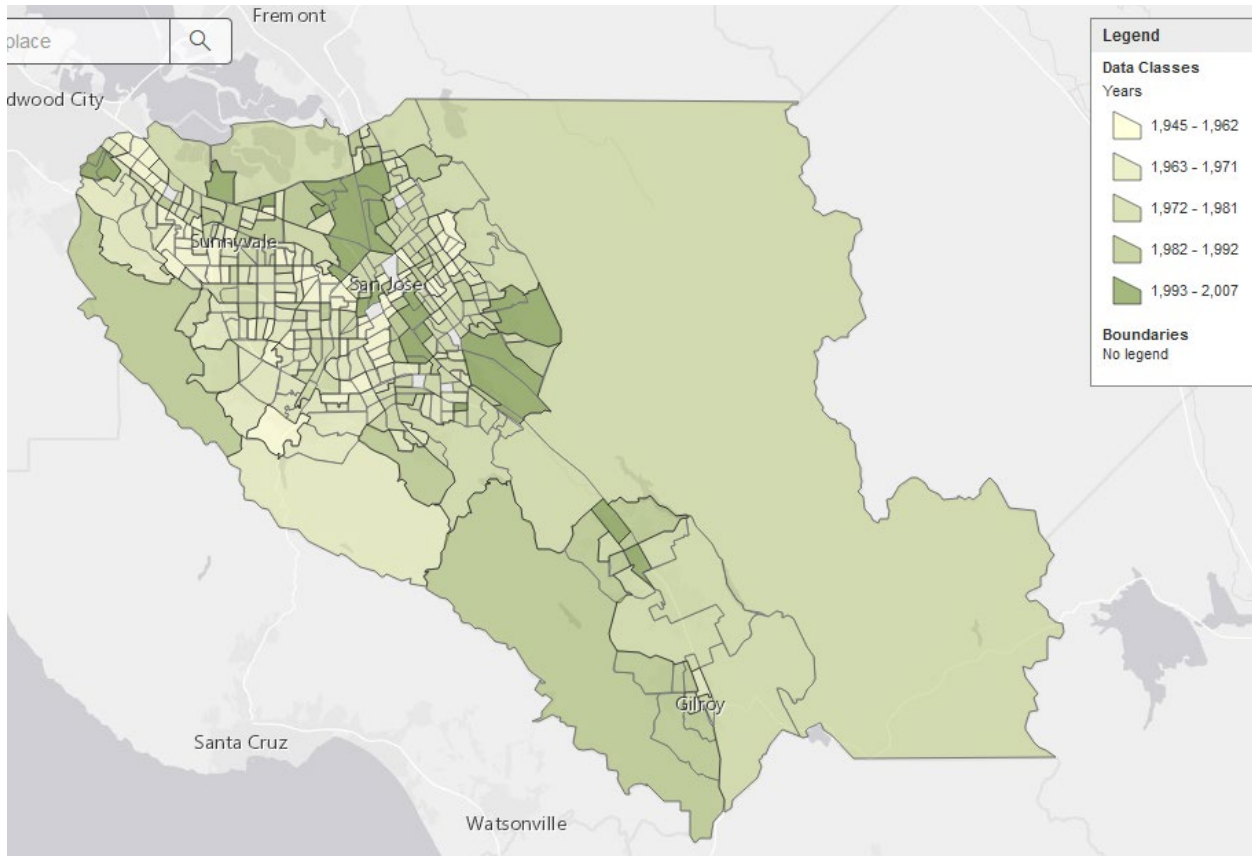 Fremont
place
dwood City
Sunnyvale
San Jose
Gilroy
Santa Cruz
Watsonville
Legend
Data Classes
Years
1,945 - 1,962
1,963 - 1,971
1,972 - 1,981
1,982 - 1,992
1,993 - 2,007
Boundaries
No legend